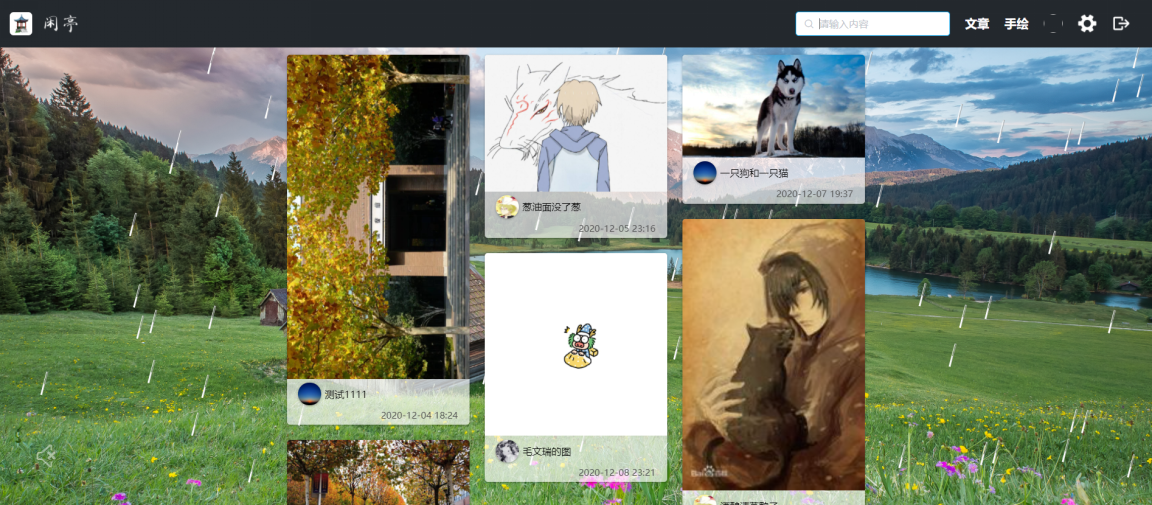 闲亭
请输入内容
文章
手绘
测试1111
2020-12-04 18:24
葱油面没了葱
2020-12-05 23:16
毛文瑞的图
2020-12-08 23:21
一只狗和一只猫
2020-12-07 19:37